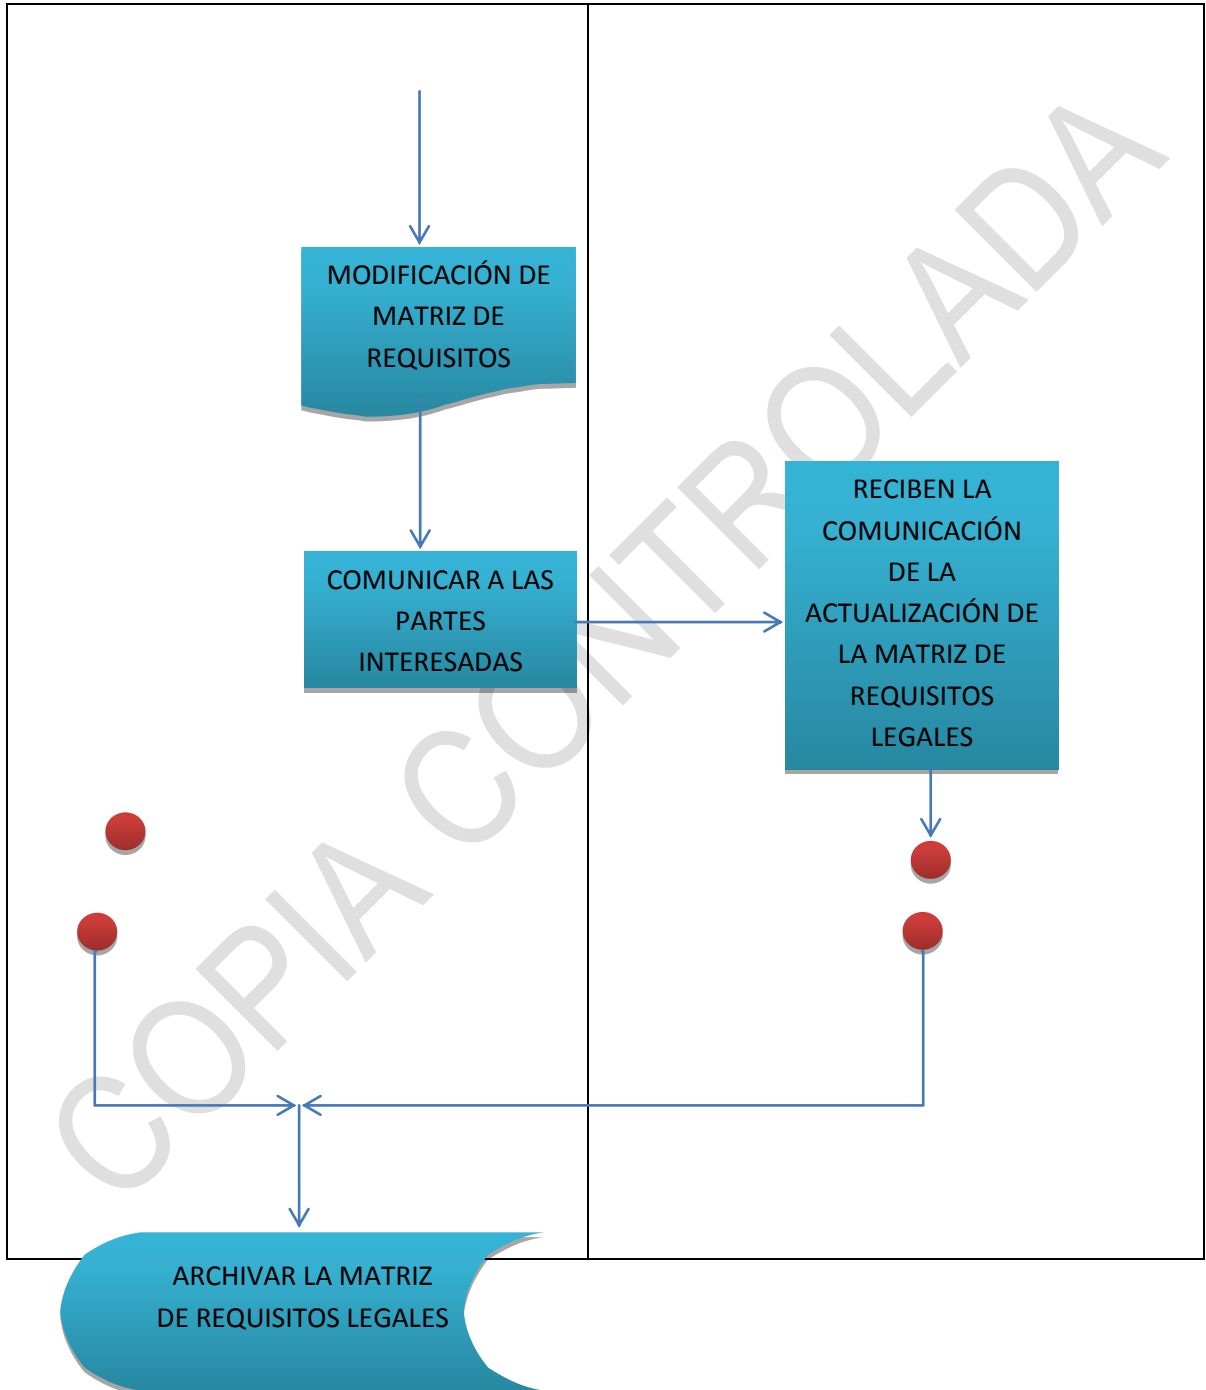 MODIFICACIÓN DE
MATRIZ DE
REQUISITOS
COMUNICAR A LAS
PARTES
INTERESADAS
RECIBEN LA
COMUNICACIÓN
DE LA
ACTUALIZACIÓN DE
LA MATRIZ DE
REQUISITOS
LEGALES
COPIA CONTROLADA
ARCHIVAR LA MATRIZ
DE REQUISITOS LEGALES